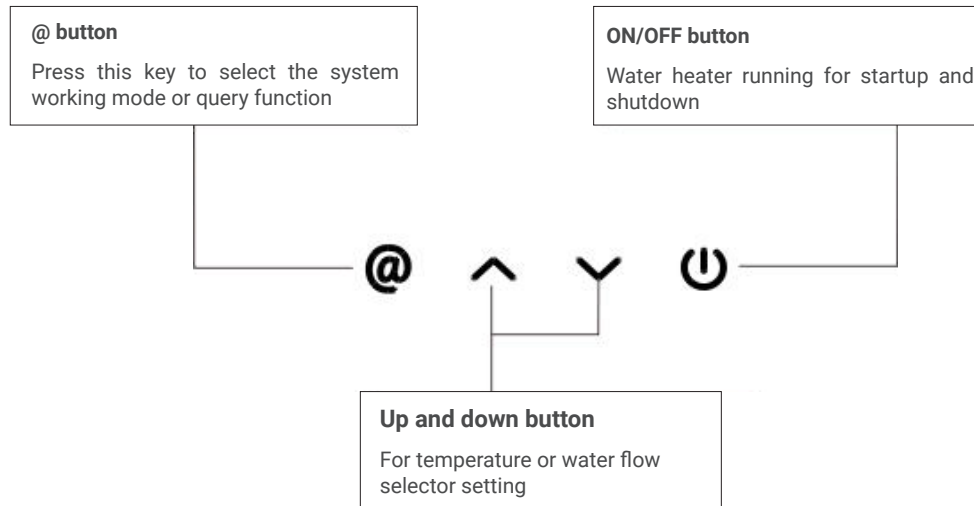 @ button
Press this key to select the system
working mode or query function
ON/OFF button
Water heater running for startup and
shutdown
@
Up and down button
For temperature or water flow
selector setting